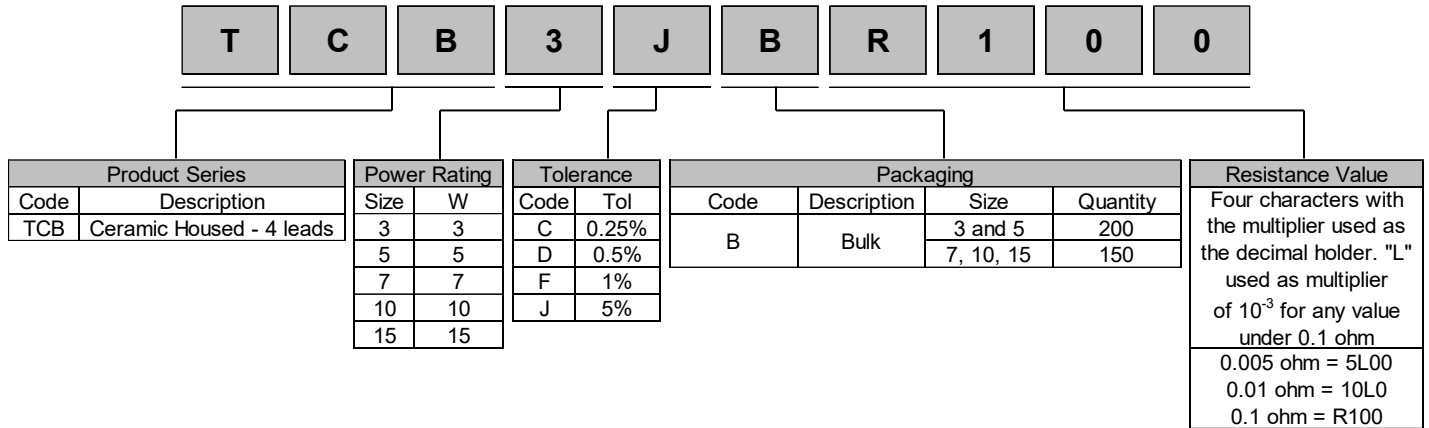 T C B 3 J B R 1 0 0
Product Series
Code Description
TCB Ceramic Housed - 4 leads
Power Rating
Size W
3 3
5 5
7 7
10 10
15 15
Tolerance
Code Tol
C 0.25%
D 0.5%
F 1%
J 5%
Packaging
Code Description Size Quantity
B Bulk 3 and 5 200
7, 10, 15 150
Resistance Value
Four characters with
the multiplier used as
the decimal holder. "L"
used as multiplier
of 10⁻³ for any value
under 0.1 ohm
0.005 ohm = 5L00
0.01 ohm = 10L0
0.1 ohm = R100